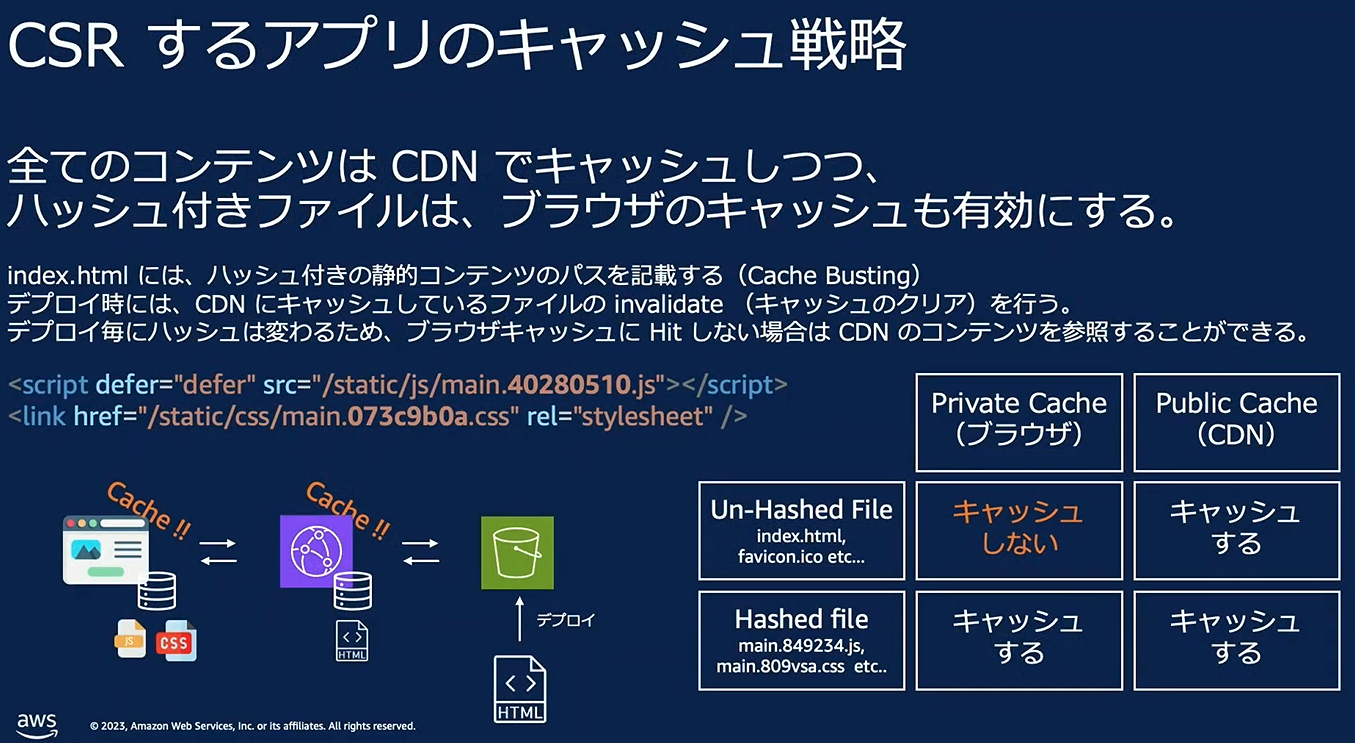 CSR するアプリのキャッシュ戦略
全てのコンテンツは CDN でキャッシュしつつ、
ハッシュ付きファイルは、ブラウザのキャッシュも有効にする。
index.html には、ハッシュ付きの静的コンテンツのパスを記載する（Cache Busting）
デプロイ時には、CDN にキャッシュしているファイルの invalidate （キャッシュのクリア）を行う。
デプロイ毎にハッシュは変わるため、ブラウザキャッシュに Hit しない場合は CDN のコンテンツを参照することができる。
<script defer="defer" src="/static/js/main.40280510.js"></script>
<link href="/static/css/main.073c9b0a.css" rel="stylesheet" />
Cache !!
JS
CSS
Cache !!
HTML
デプロイ
HTML
Private Cache
（ブラウザ）
Public Cache
（CDN）
Un-Hashed File
index.html,
favicon.ico etc...
キャッシュ
しない
キャッシュ
する
Hashed file
main.849234.js,
main.809vsa.css etc..
キャッシュ
する
キャッシュ
する
aws
© 2023, Amazon Web Services, Inc. or its affiliates. All rights reserved.